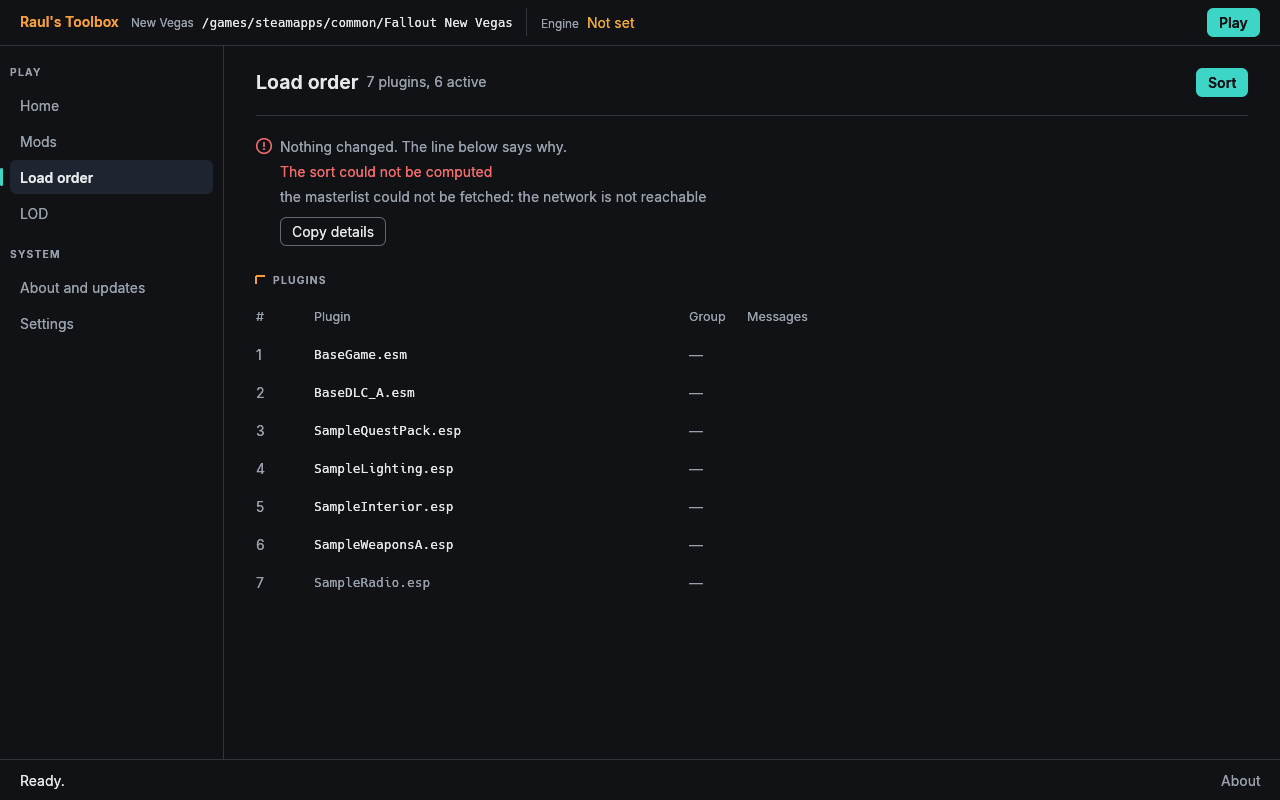 Raul's Toolbox New Vegas /games/steamapps/common/Fallout New Vegas Engine Not set Play
PLAY
Home
Mods
Load order
LOD
SYSTEM
About and updates
Settings
Load order 7 plugins, 6 active Sort
Nothing changed. The line below says why.
The sort could not be computed
the masterlist could not be fetched: the network is not reachable
Copy details
PLUGINS
# Plugin Group Messages
1 BaseGame.esm —
2 BaseDLC_A.esm —
3 SampleQuestPack.esp —
4 SampleLighting.esp —
5 SampleInterior.esp —
6 SampleWeaponsA.esp —
7 SampleRadio.esp —
Ready. About